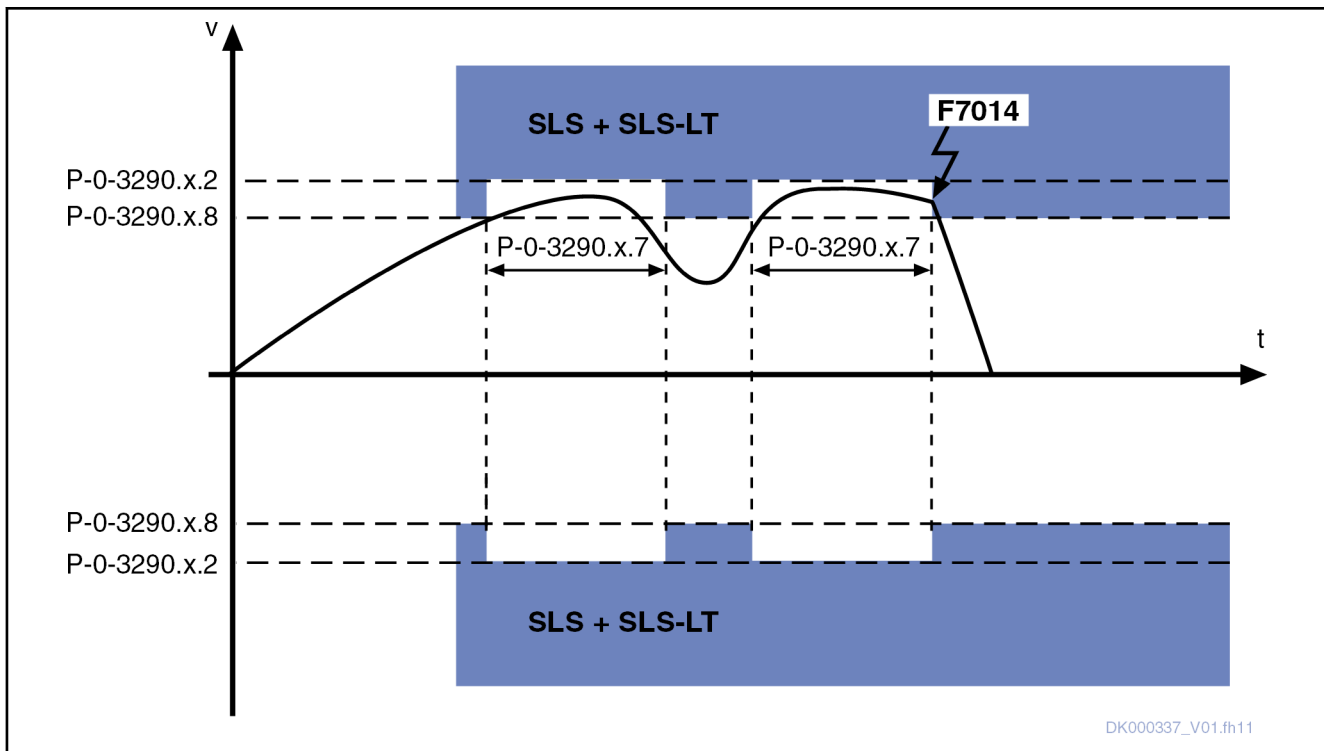 v
SLS + SLS-LT
F7014
P-0-3290.x.2
P-0-3290.x.8
P-0-3290.x.7
P-0-3290.x.7
t
P-0-3290.x.8
P-0-3290.x.2
SLS + SLS-LT
DK000337_V01.fh11